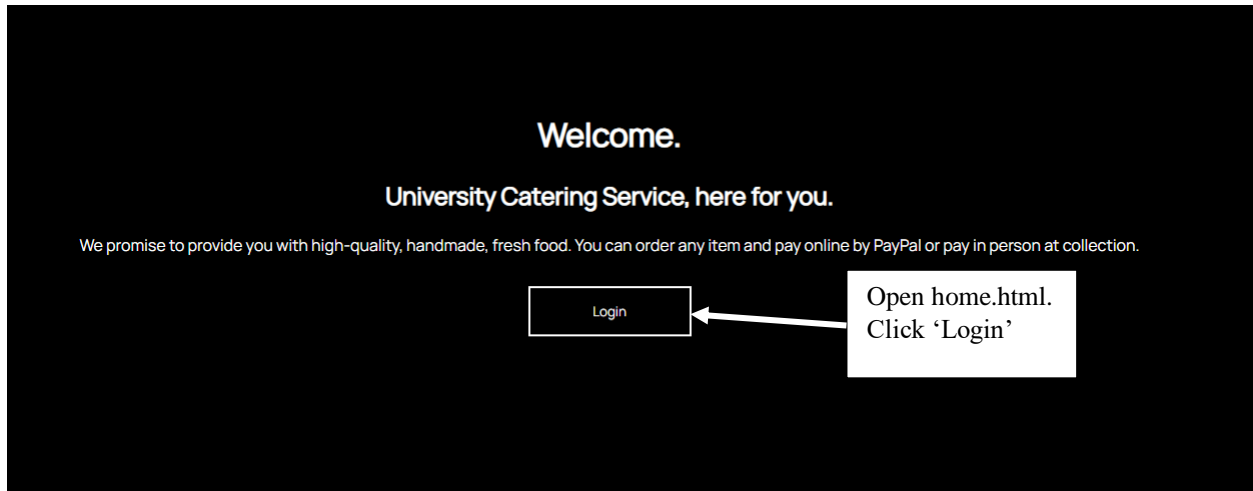 Welcome.
University Catering Service, here for you.
We promise to provide you with high-quality, handmade, fresh food. You can order any item and pay online by PayPal or pay in person at collection.
Login
Open home.html.
Click ‘Login’